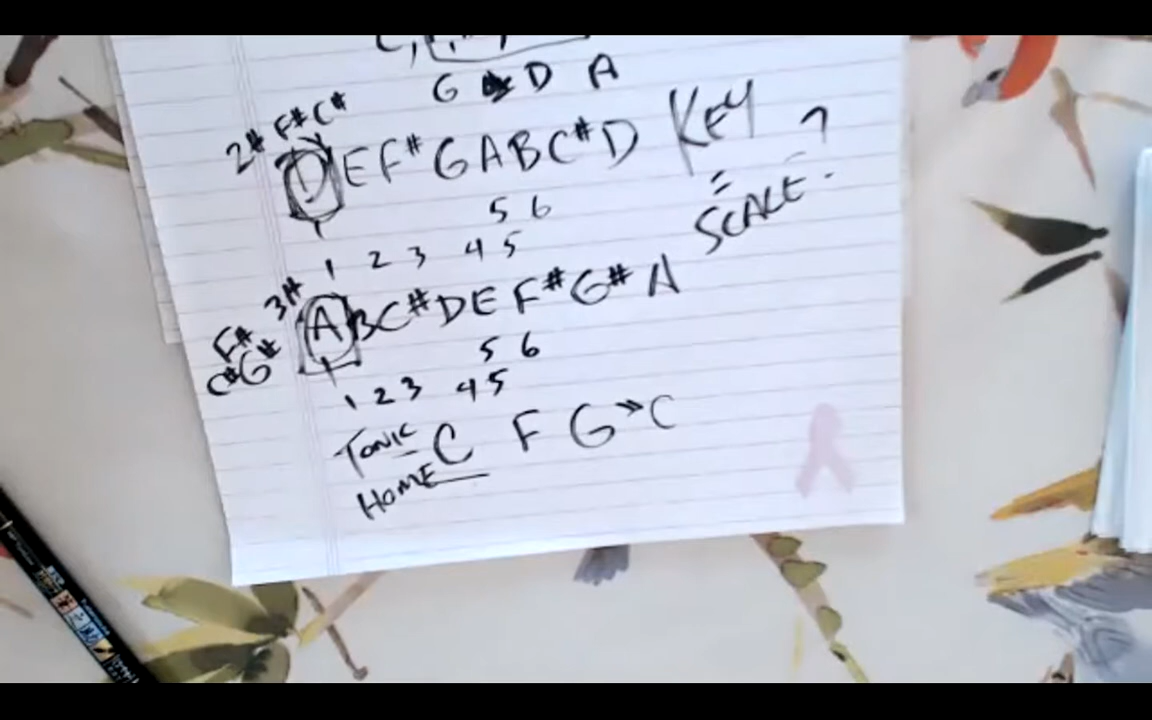 G D A
2# F# C#
D E F# G A B C# D KEY
= ?
SCALE
5 6
1 2 3 4 5
3# 
F# A B C# D E F# G# A
C# G#
5 6
1 2 3 4 5
TONIC C F G » C
HOME